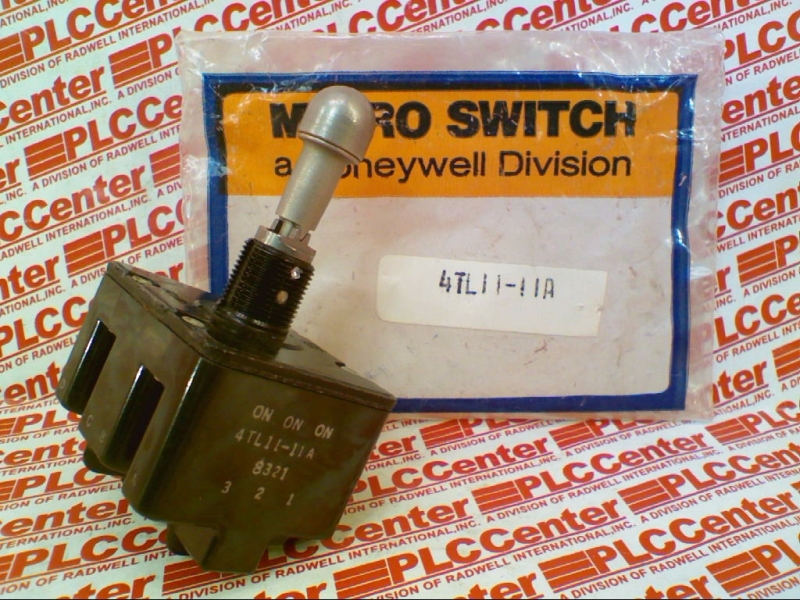 MICRO SWITCH
a Honeywell Division
4TL11-11A
ON ON ON
4TL11-11A
8321
3 2 1
PLCCenter
A DIVISION OF RADWELL INTERNATIONAL, INC.